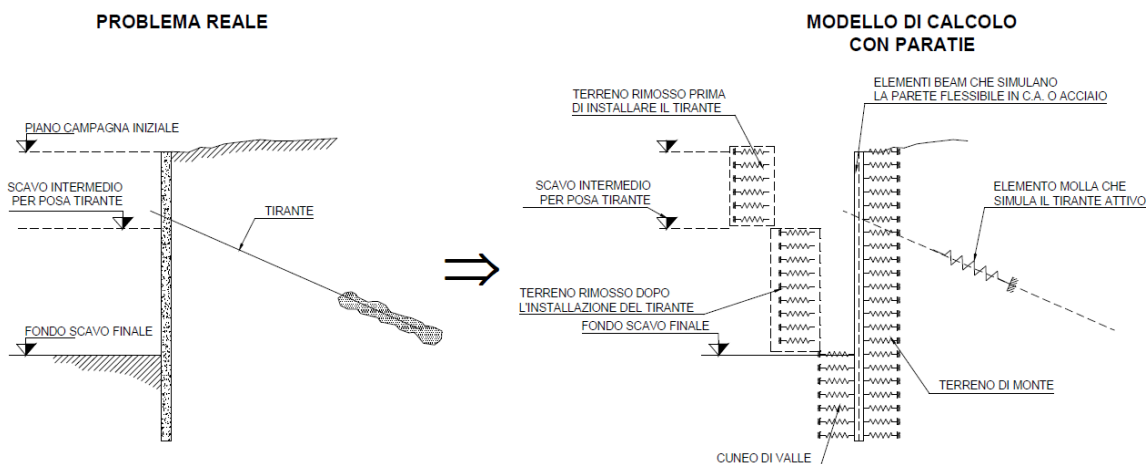 PROBLEMA REALE
PIANO CAMPAGNA INIZIALE
SCAVO INTERMEDIO
PER POSA TIRANTE
TIRANTE
FONDO SCAVO FINALE
MODELLO DI CALCOLO
CON PARATIE
TERRENO RIMOSSO PRIMA
DI INSTALLARE IL TIRANTE
ELEMENTI BEAM CHE SIMULANO
LA PARETE FLESSIBILE IN C.A. O ACCIAIO
SCAVO INTERMEDIO
PER POSA TIRANTE
ELEMENTO MOLLA CHE
SIMULA IL TIRANTE ATTIVO
TERRENO RIMOSSO DOPO
L'INSTALLAZIONE DEL TIRANTE
FONDO SCAVO FINALE
TERRENO DI MONTE
CUNEO DI VALLE